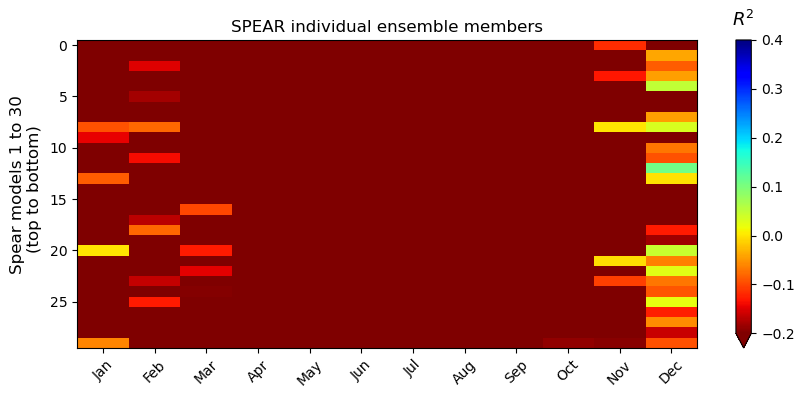 SPEAR individual ensemble members
R²
Spear models 1 to 30
(top to bottom)
0
5
10
15
20
25
Jan
Feb
Mar
Apr
May
Jun
Jul
Aug
Sep
Oct
Nov
Dec
0.4
0.3
0.2
0.1
0.0
−0.1
−0.2